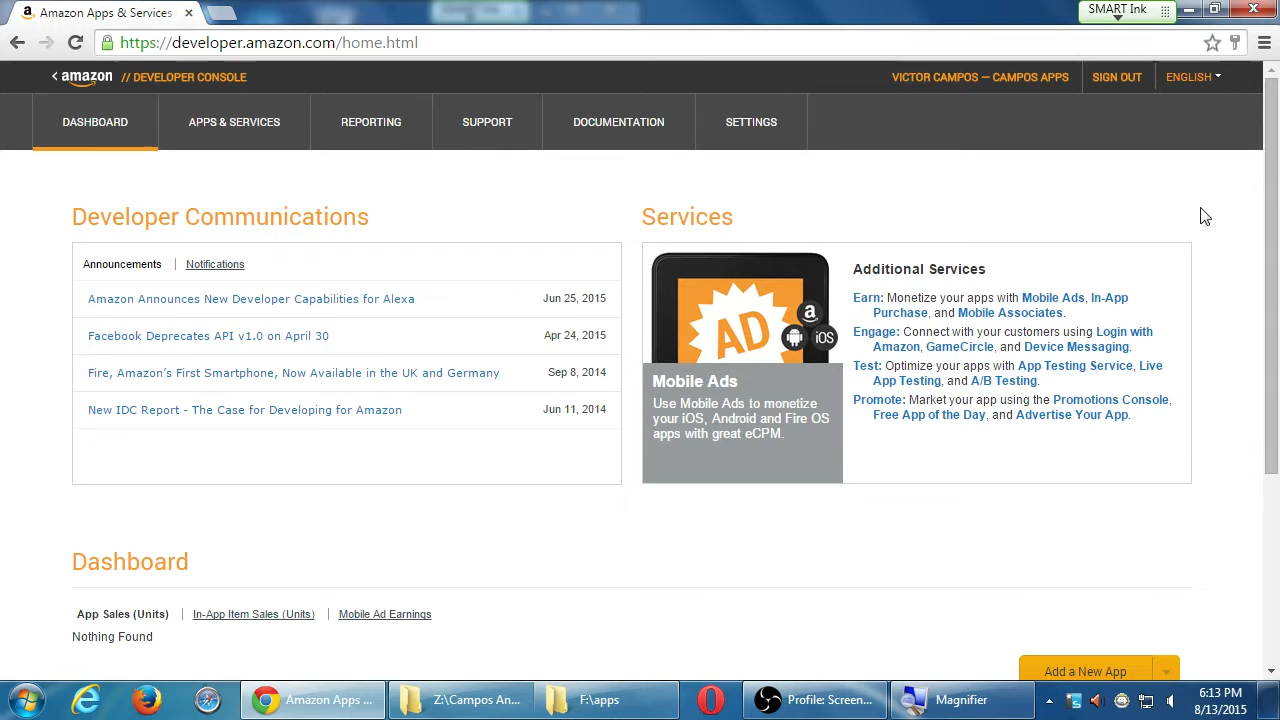 Amazon Apps & Services
SMART Ink
https://developer.amazon.com/home.html
amazon // DEVELOPER CONSOLE
VICTOR CAMPOS — CAMPOS APPS
SIGN OUT
ENGLISH
DASHBOARD
APPS & SERVICES
REPORTING
SUPPORT
DOCUMENTATION
SETTINGS
Developer Communications
Announcements
Notifications
Amazon Announces New Developer Capabilities for Alexa
Jun 25, 2015
Facebook Deprecates API v1.0 on April 30
Apr 24, 2015
Fire, Amazon's First Smartphone, Now Available in the UK and Germany
Sep 8, 2014
New IDC Report - The Case for Developing for Amazon
Jun 11, 2014
Services
AD
a
iOS
Mobile Ads
Use Mobile Ads to monetize
your iOS, Android and Fire OS
apps with great eCPM.
Additional Services
Earn: Monetize your apps with Mobile Ads, In-App
Purchase, and Mobile Associates.
Engage: Connect with your customers using Login with
Amazon, GameCircle, and Device Messaging.
Test: Optimize your apps with App Testing Service, Live
App Testing, and A/B Testing.
Promote: Market your app using the Promotions Console,
Free App of the Day, and Advertise Your App.
Dashboard
App Sales (Units)
In-App Item Sales (Units)
Mobile Ad Earnings
Nothing Found
Add a New App
Amazon Apps ...
Z:\Campos An...
F:\apps
Profile: Screen...
Magnifier
6:13 PM
8/13/2015